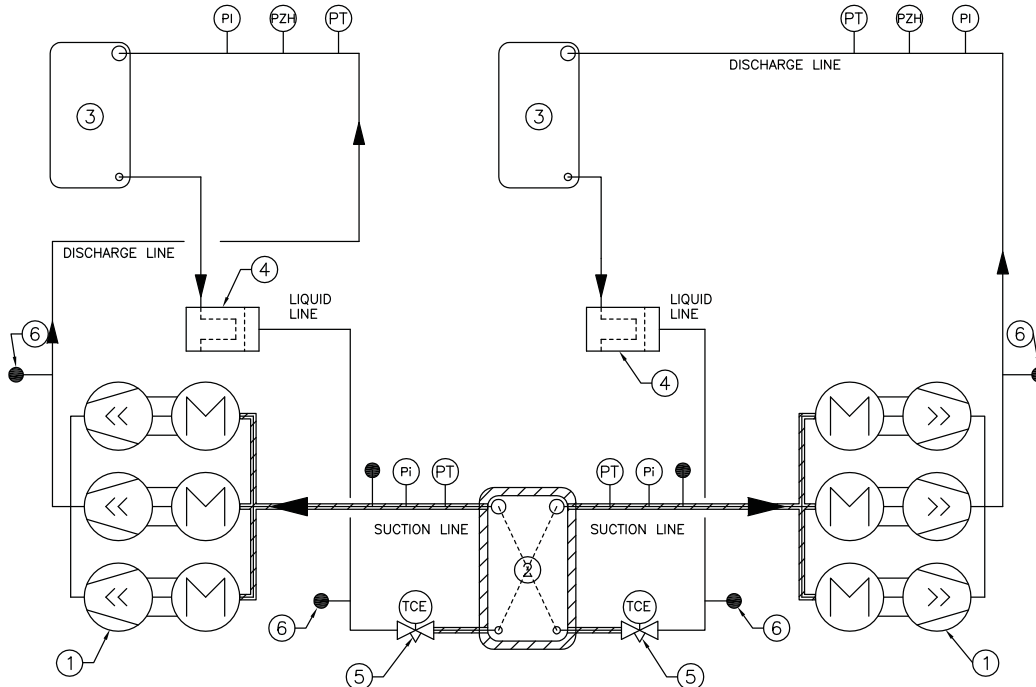 PI PZH PT
PT PZH PI
DISCHARGE LINE
3
3
DISCHARGE LINE
4
LIQUID
LINE
LIQUID
LINE
6
6
4
M
M
Pi PT
PT Pi
M
M
SUCTION LINE
SUCTION LINE
2
M
M
TCE
TCE
6
6
1
5
5
1